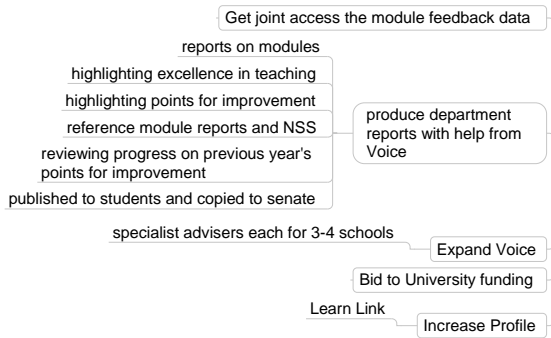 Get joint access the module feedback data
reports on modules
highlighting excellence in teaching
highlighting points for improvement
reference module reports and NSS
reviewing progress on previous year's
points for improvement
published to students and copied to senate
produce department
reports with help from
Voice
specialist advisers each for 3-4 schools
Expand Voice
Bid to University funding
Learn Link
Increase Profile